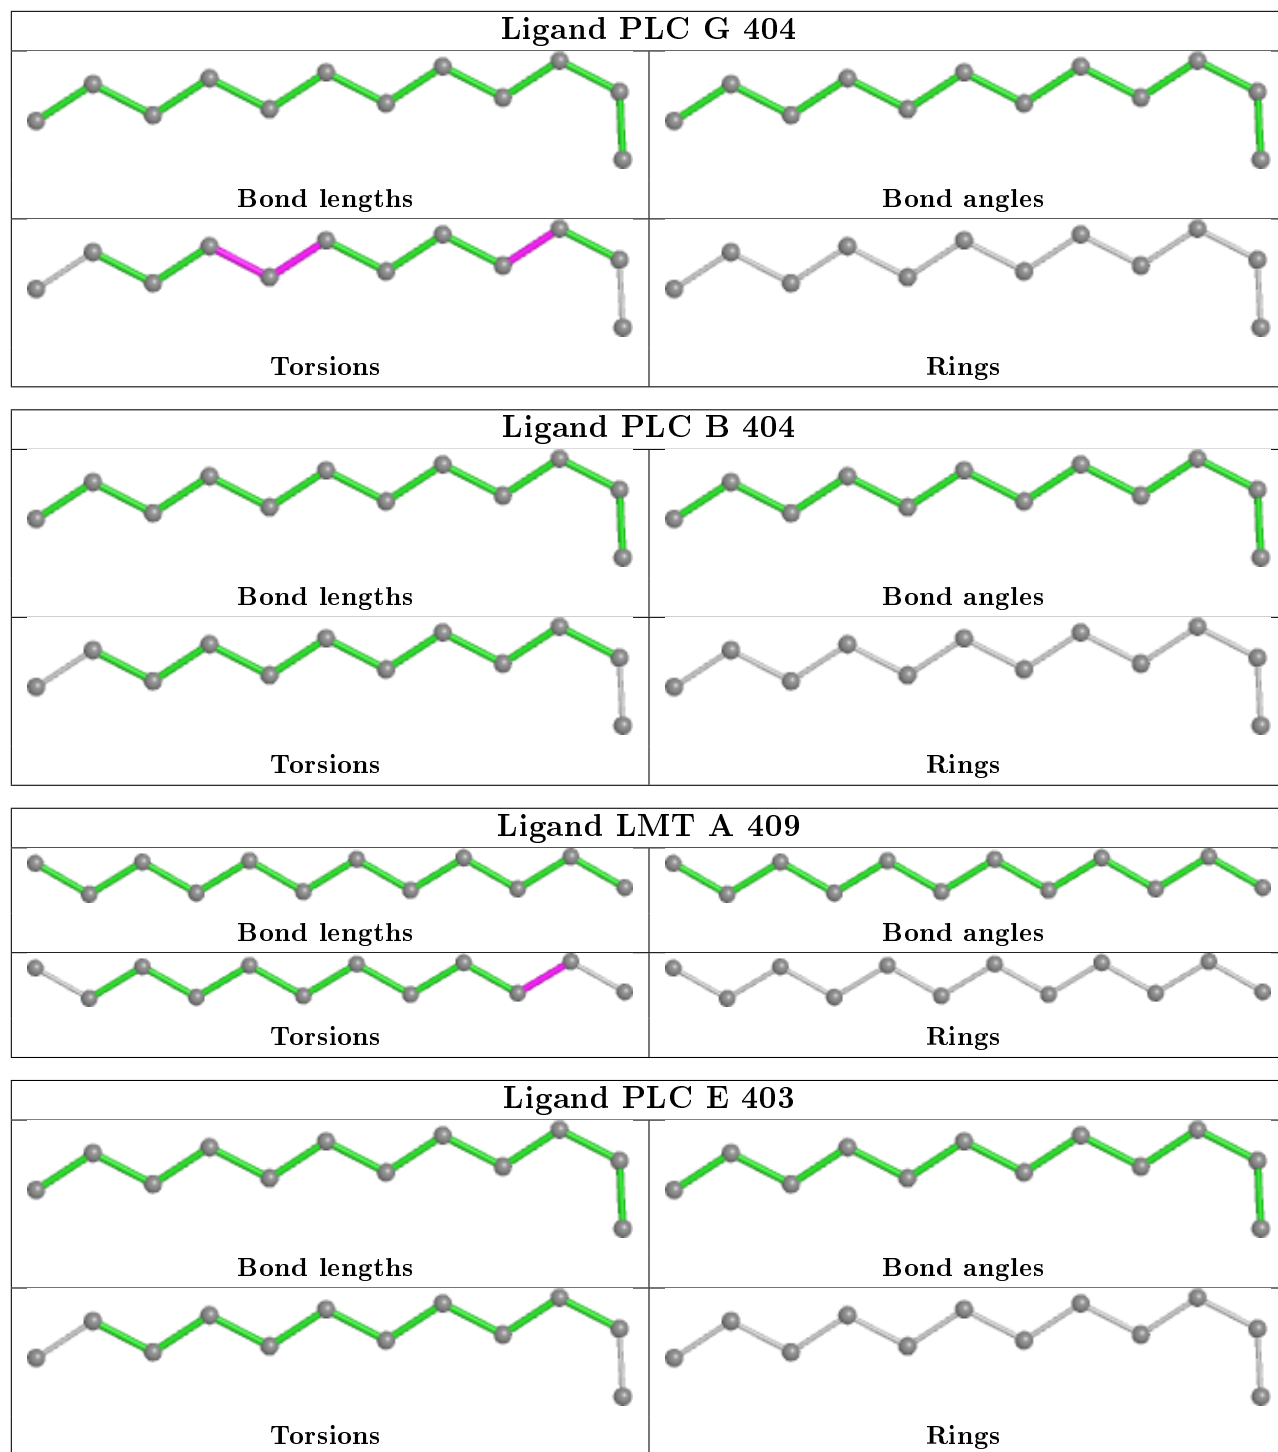 Ligand PLC G 404
Bond lengths
Bond angles
Torsions
Rings
Ligand PLC B 404
Bond lengths
Bond angles
Torsions
Rings
Ligand LMT A 409
Bond lengths
Bond angles
Torsions
Rings
Ligand PLC E 403
Bond lengths
Bond angles
Torsions
Rings